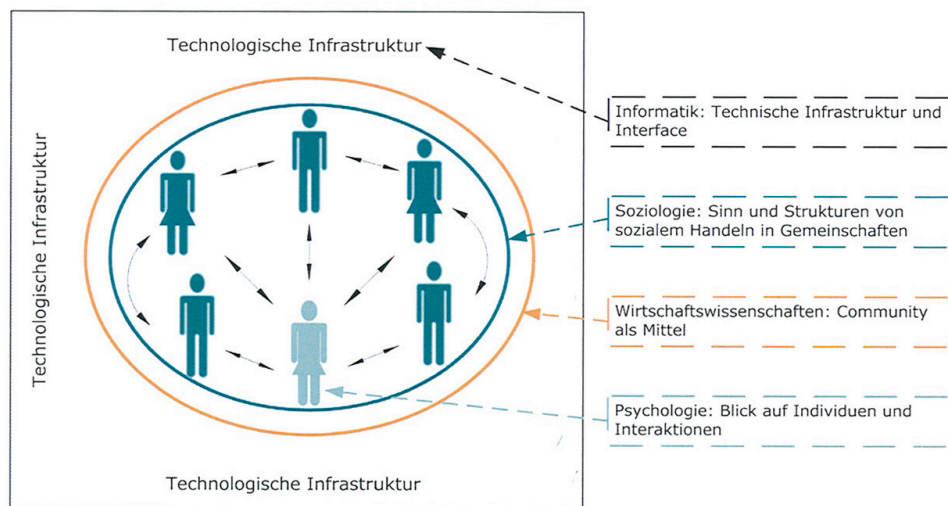 Technologische Infrastruktur
Technologische Infrastruktur
Technologische Infrastruktur
Informatik: Technische Infrastruktur und
Interface
Soziologie: Sinn und Strukturen von
sozialem Handeln in Gemeinschaften
Wirtschaftswissenschaften: Community
als Mittel
Psychologie: Blick auf Individuen und
Interaktionen